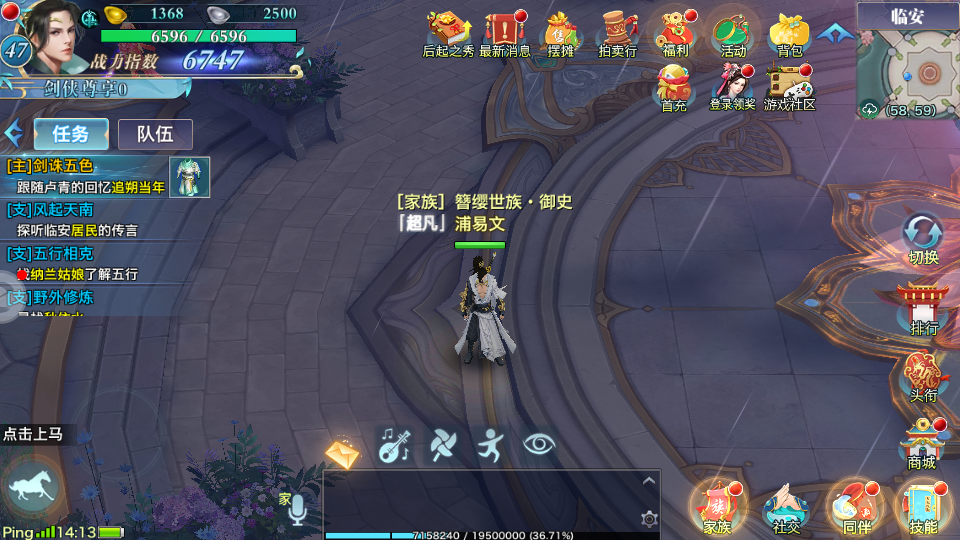 1368
2500
47
6596 / 6596
战力指数 6747
剑侠尊享0
后起之秀
最新消息
摆摊
拍卖行
福利
活动
背包
首充
登录领奖
游戏社区
临安
(58, 59)
任务
队伍
[主]剑诛五色
跟随卢青的回忆追朔当年
[支]风起天南
探听临安居民的传言
[支]五行相克
找纳兰姑娘了解五行
[支]野外修炼
[家族] 簪缨世族·御史
「超凡」浦易文
切换
排行
头衔
商城
点击上马
家
Ping
14:13
7158240 / 19500000 (36.71%)
家族
社交
同伴
技能